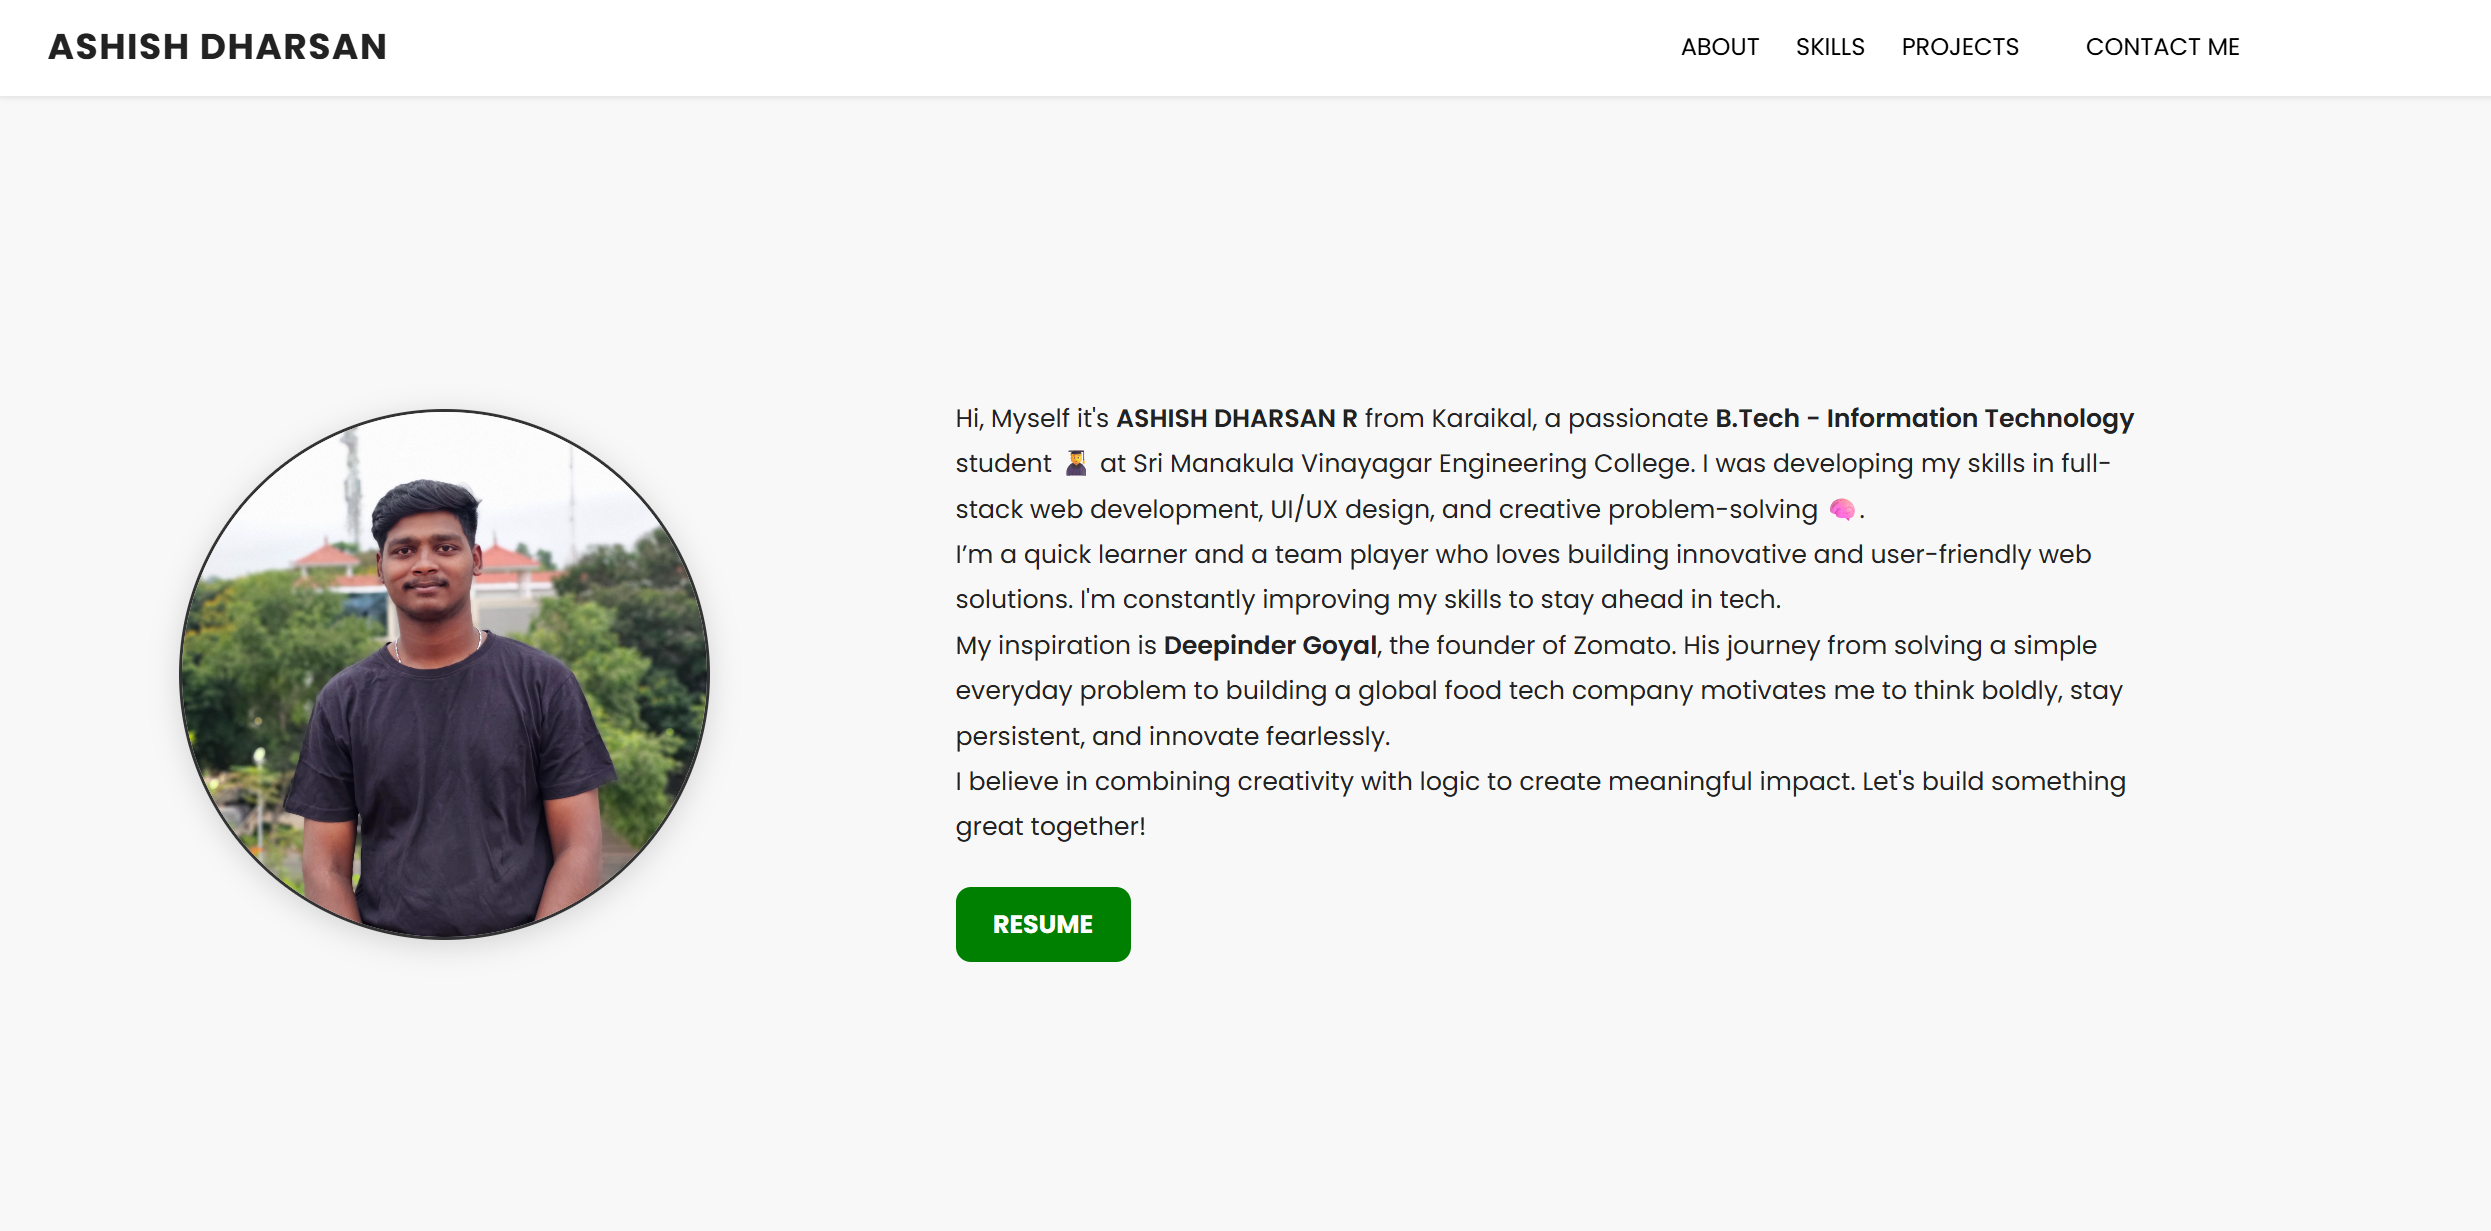 ASHISH DHARSAN
ABOUT SKILLS PROJECTS CONTACT ME
Hi, Myself it's ASHISH DHARSAN R from Karaikal, a passionate B.Tech - Information Technology
student 👨‍🎓 at Sri Manakula Vinayagar Engineering College. I was developing my skills in full-
stack web development, UI/UX design, and creative problem-solving 🧠.
I’m a quick learner and a team player who loves building innovative and user-friendly web
solutions. I'm constantly improving my skills to stay ahead in tech.
My inspiration is Deepinder Goyal, the founder of Zomato. His journey from solving a simple
everyday problem to building a global food tech company motivates me to think boldly, stay
persistent, and innovate fearlessly.
I believe in combining creativity with logic to create meaningful impact. Let's build something
great together!
RESUME